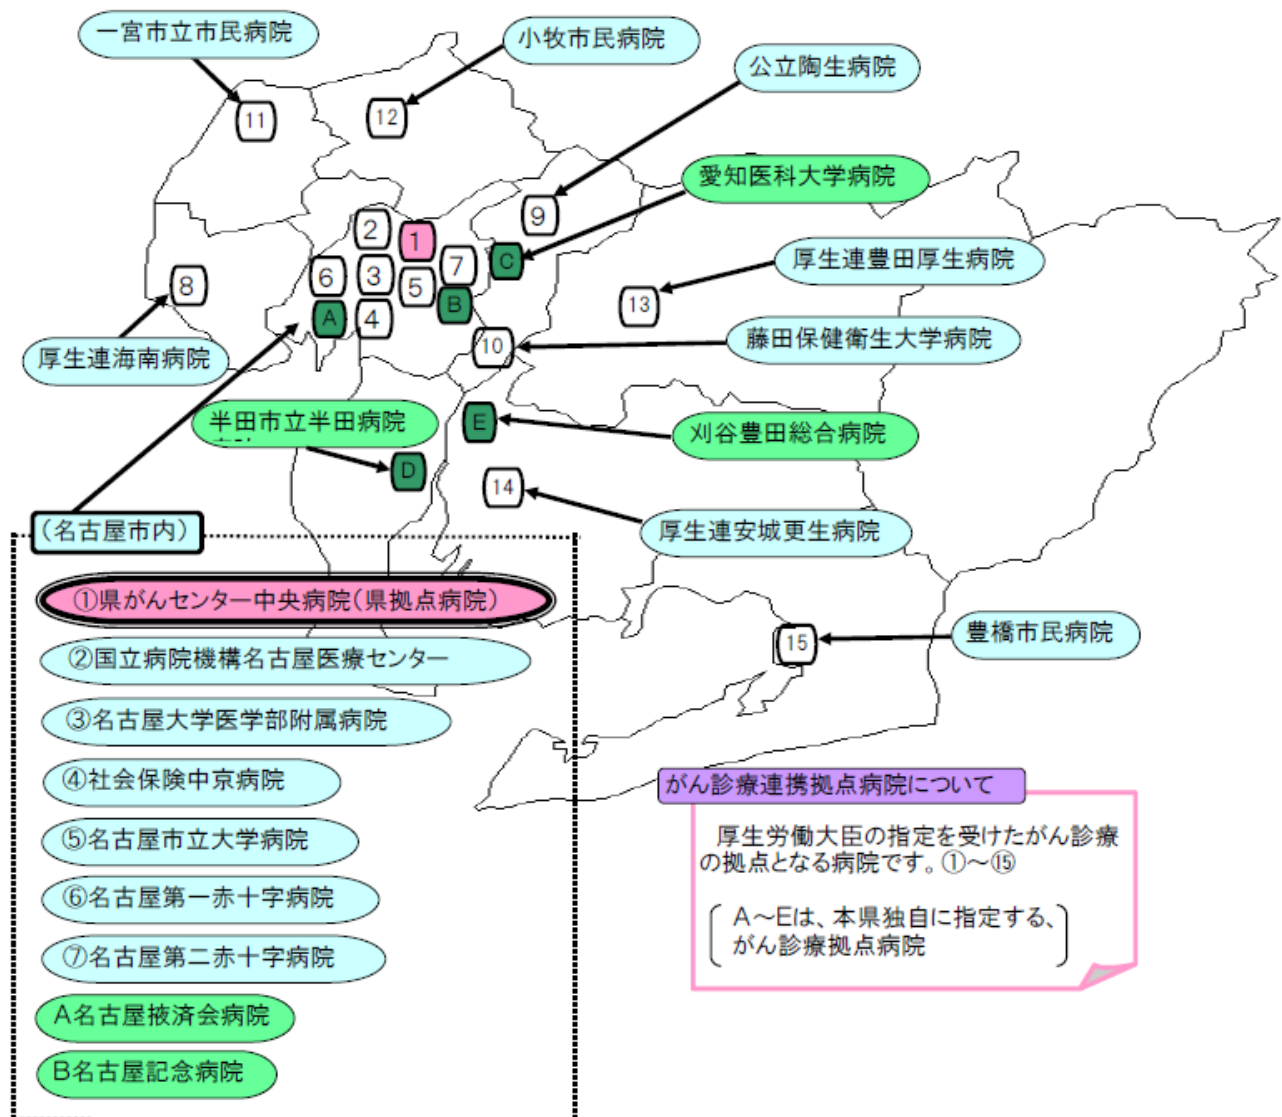 一宮市立市民病院
小牧市民病院
公立陶生病院
愛知医科大学病院
厚生連豊田厚生病院
藤田保健衛生大学病院
厚生連海南病院
半田市立半田病院
刈谷豊田総合病院
厚生連安城更生病院
豊橋市民病院
11
12
9
2
1
C
7
6
3
5
8
B
13
A
4
10
E
D
14
15
(名古屋市内)
①県がんセンター中央病院(県拠点病院)
②国立病院機構名古屋医療センター
③名古屋大学医学部附属病院
④社会保険中京病院
⑤名古屋市立大学病院
⑥名古屋第一赤十字病院
⑦名古屋第二赤十字病院
A名古屋掖済会病院
B名古屋記念病院
がん診療連携拠点病院について
厚生労働大臣の指定を受けたがん診療
の拠点となる病院です。①～⑮
A～Eは、本県独自に指定する、
がん診療拠点病院